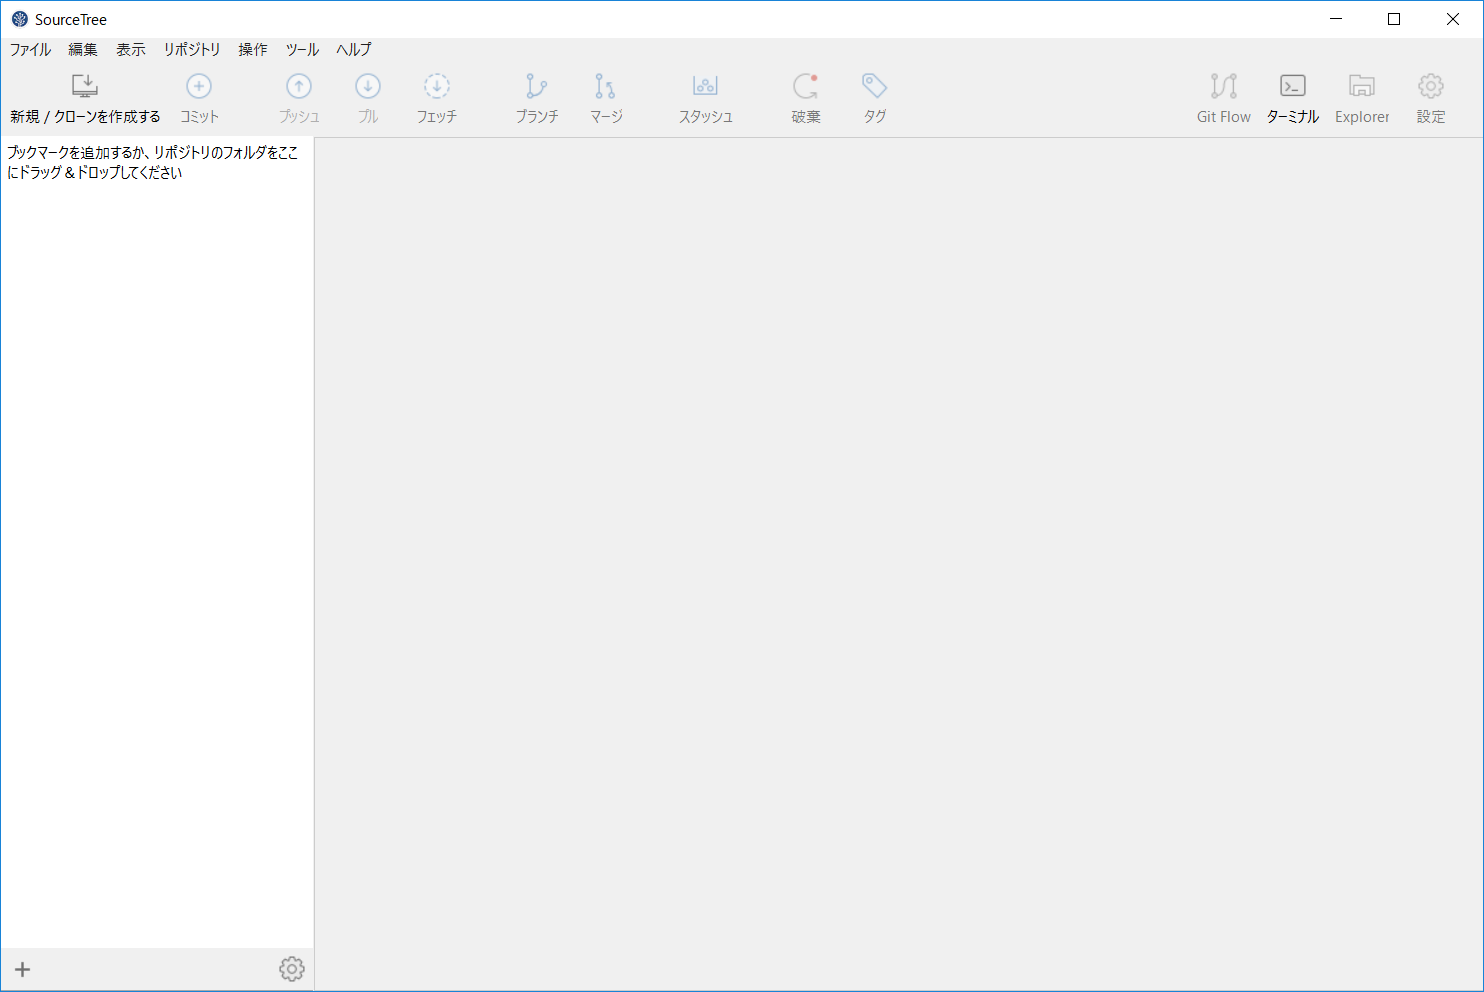 SourceTree
ファイル 編集 表示 リポジトリ 操作 ツール ヘルプ
新規 / クローンを作成する コミット プッシュ プル フェッチ ブランチ マージ スタッシュ 破棄 タグ Git Flow ターミナル Explorer 設定
ブックマークを追加するか、リポジトリのフォルダをここ
にドラッグ＆ドロップしてください